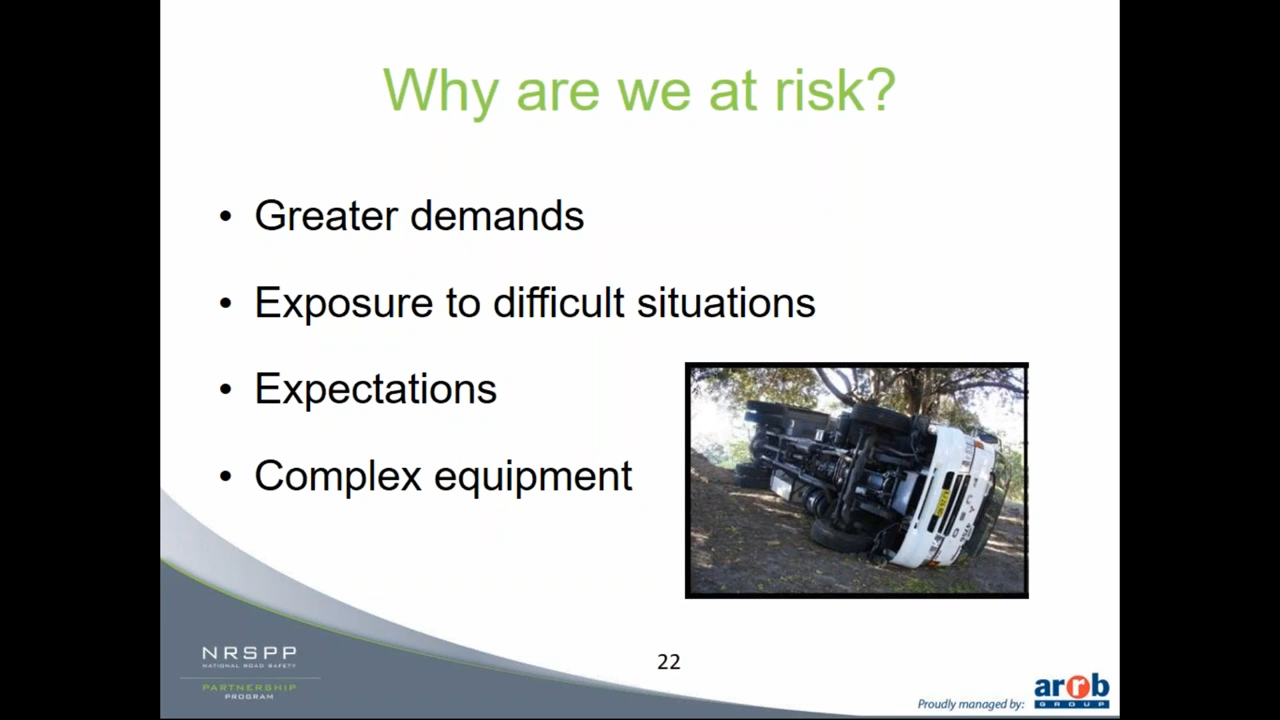 Why are we at risk?
• Greater demands
• Exposure to difficult situations
• Expectations
• Complex equipment
NRSPP
NATIONAL ROAD SAFETY
PARTNERSHIP
PROGRAM
22
Proudly managed by:
arrb
GROUP